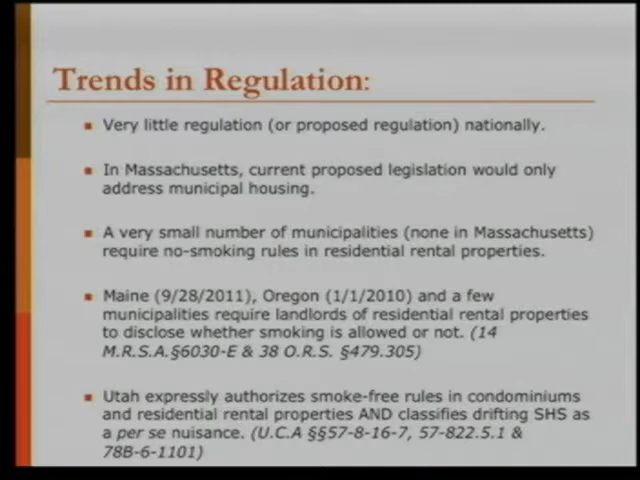 Trends in Regulation:
▪ Very little regulation (or proposed regulation) nationally.
▪ In Massachusetts, current proposed legislation would only
address municipal housing.
▪ A very small number of municipalities (none in Massachusetts)
require no-smoking rules in residential rental properties.
▪ Maine (9/28/2011), Oregon (1/1/2010) and a few
municipalities require landlords of residential rental properties
to disclose whether smoking is allowed or not. (14
M.R.S.A.§6030-E & 38 O.R.S. §479.305)
▪ Utah expressly authorizes smoke-free rules in condominiums
and residential rental properties AND classifies drifting SHS as
a per se nuisance. (U.C.A §§57-8-16-7, 57-822.5.1 &
78B-6-1101)